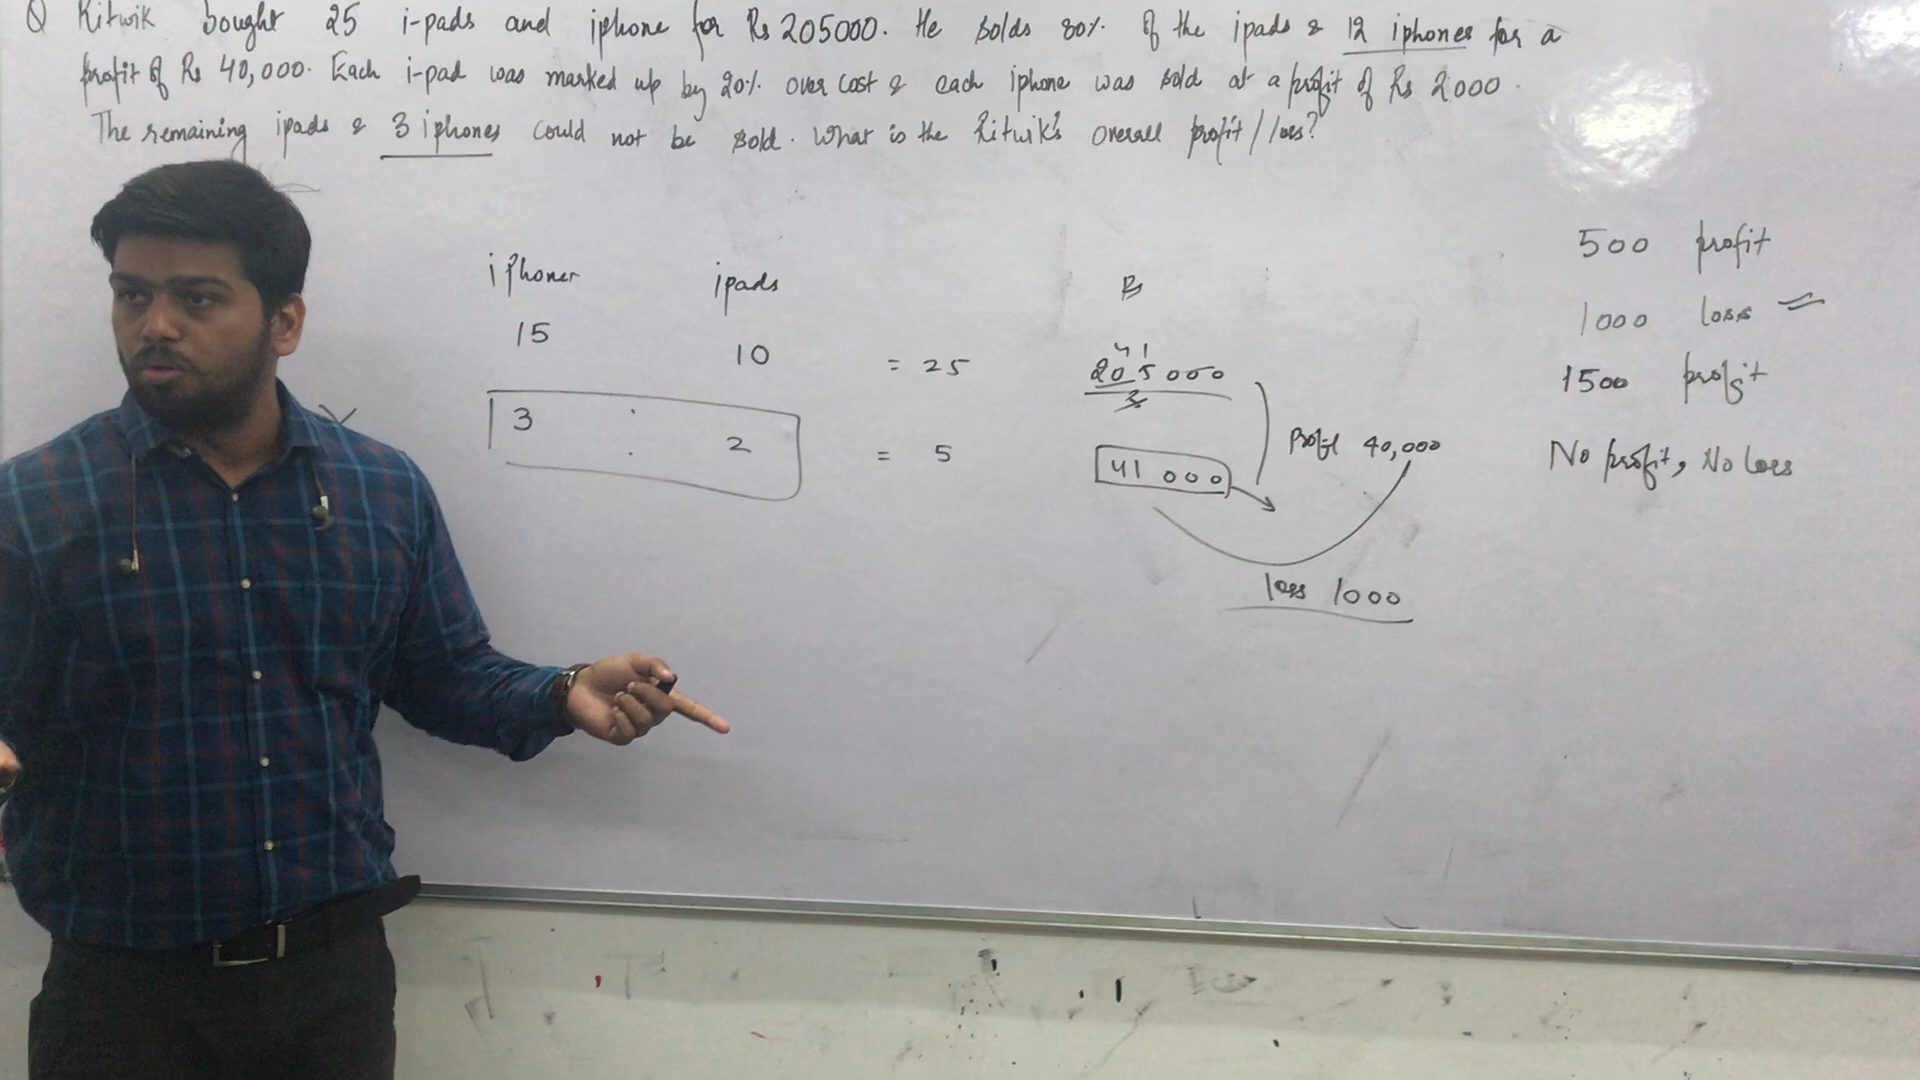 Q Ritwik bought 25 i-pads and iphone for Rs 205000. He solds 80% of the ipads & 12 iphones for a
profit of Rs 40,000. Each i-pad was marked up by 20% over cost & each iphone was sold at a profit of Rs 2000.
The remaining ipads & 3 iphones could not be sold. What is the Ritwik's overall profit/loss?
iphones ipads Rs
15 10 = 25
41
205000
3 : 2 = 5
41 000
Profit 40,000
loss 1000
500 profit
1000 loss
1500 profit
No profit, No loss